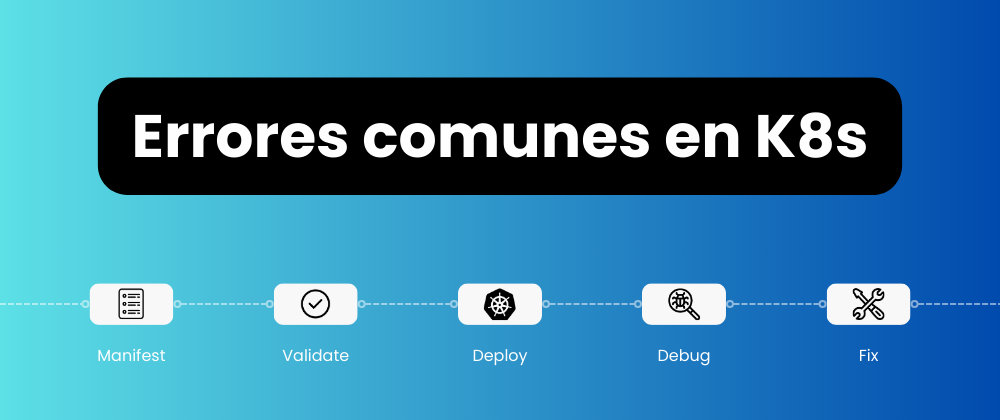 Errores comunes en K8s
Manifest
Validate
Deploy
Debug
Fix